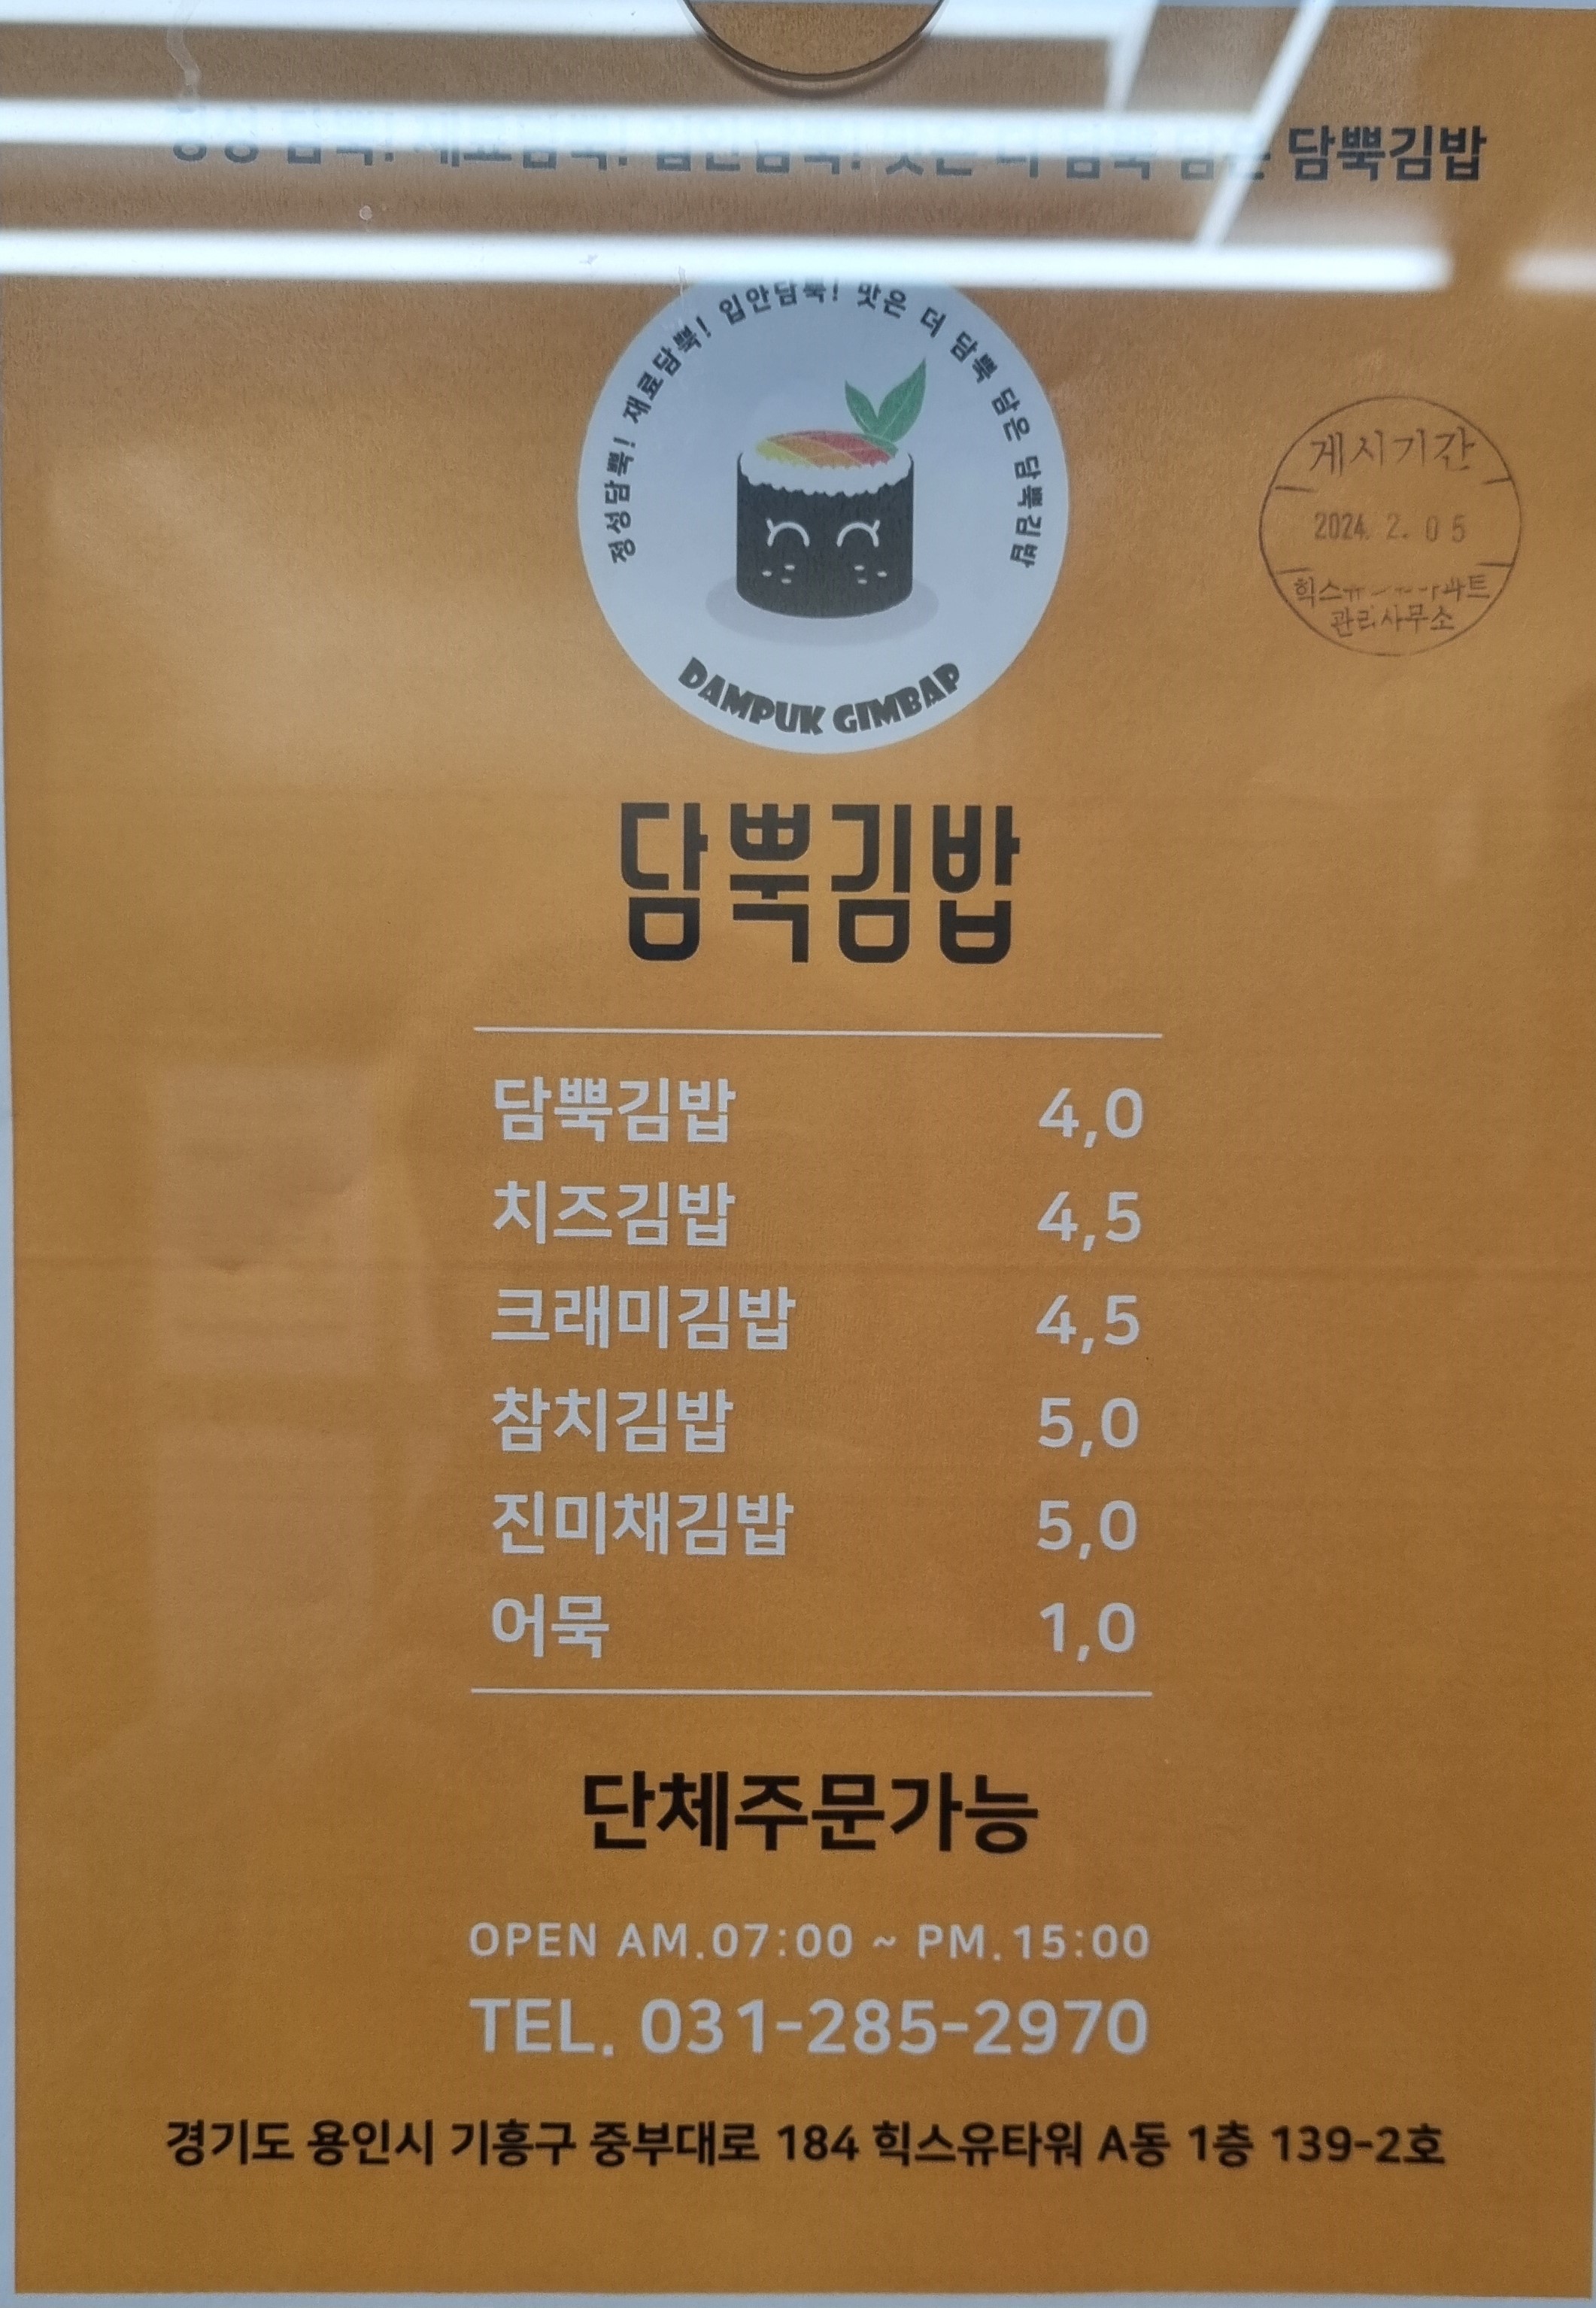 담뿍김밥
정성담뿍! 재료담뿍! 입안담뿍! 맛은 더 담뿍 담은 담뿍김밥
DAMPUK GIMBAP
게시기간
2024. 2. 05
관리사무소
담뿍김밥
담뿍김밥 4,0
치즈김밥 4,5
크래미김밥 4,5
참치김밥 5,0
진미채김밥 5,0
어묵 1,0
단체주문가능
OPEN AM.07:00 ~ PM.15:00
TEL. 031-285-2970
경기도 용인시 기흥구 중부대로 184 힉스유타워 A동 1층 139-2호